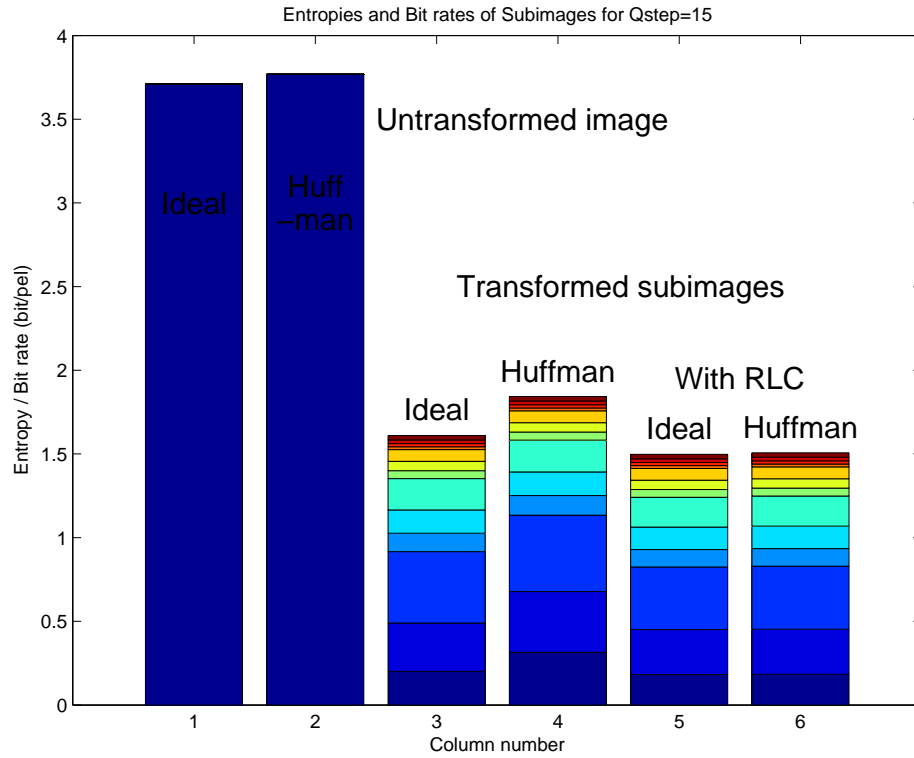 Entropies and Bit rates of Subimages for Qstep=15
Entropy / Bit rate (bit/pel)
4
3.5
3
2.5
2
1.5
1
0.5
0
Untransformed image
Ideal
Huff
−man
Transformed subimages
Ideal
Huffman
With RLC
Ideal
Huffman
1
2
3
4
5
6
Column number